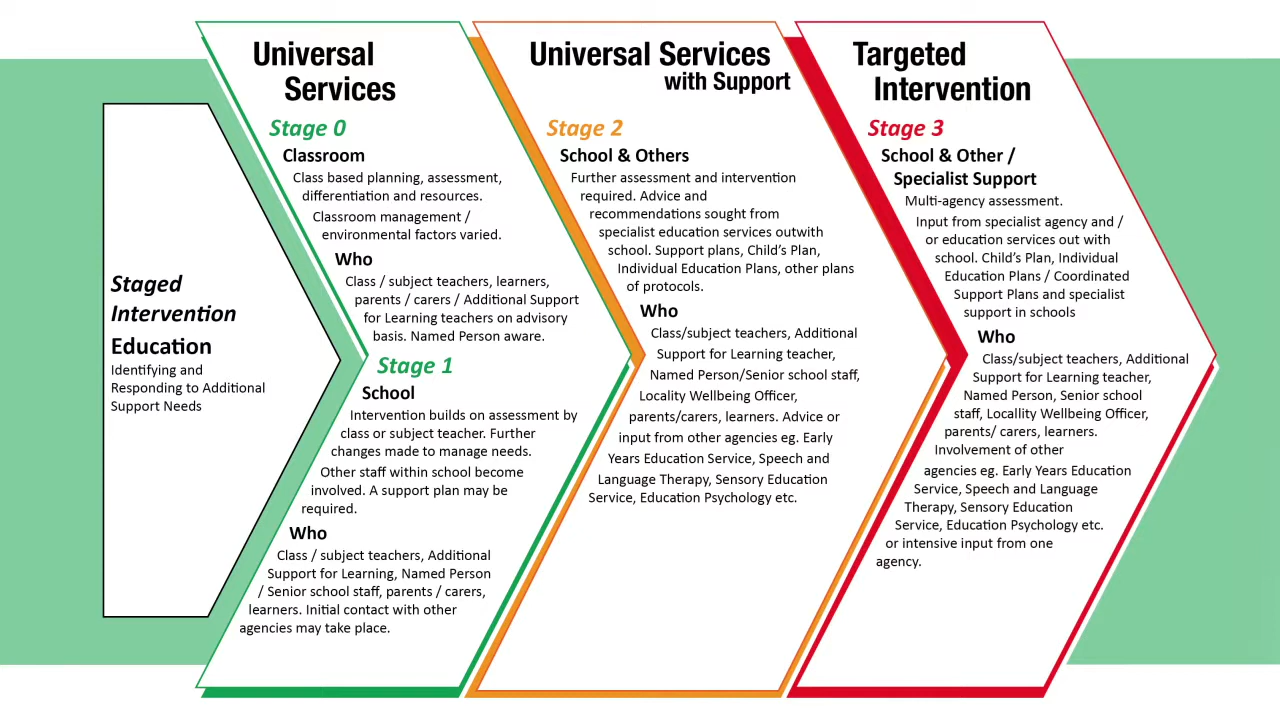 Staged
Intervention
Education
Identifying and
Responding to Additional
Support Needs
Universal
Services
Stage 0
Classroom
Class based planning, assessment,
differentiation and resources.
Classroom management /
environmental factors varied.
Who
Class / subject teachers, learners,
parents / carers / Additional Support
for Learning teachers on advisory
basis. Named Person aware.
Stage 1
School
Intervention builds on assessment by
class or subject teacher. Further
changes made to manage needs.
Other staff within school become
involved. A support plan may be
required.
Who
Class / subject teachers, Additional
Support for Learning, Named Person
/ Senior school staff, parents / carers,
learners. Initial contact with other
agencies may take place.
Universal Services
with Support
Stage 2
School & Others
Further assessment and intervention
required. Advice and
recommendations sought from
specialist education services outwith
school. Support plans, Child’s Plan,
Individual Education Plans, other plans
of protocols.
Who
Class/subject teachers, Additional
Support for Learning teacher,
Named Person/Senior school staff,
Locality Wellbeing Officer,
parents/carers, learners. Advice or
input from other agencies eg. Early
Years Education Service, Speech and
Language Therapy, Sensory Education
Service, Education Psychology etc.
Targeted
Intervention
Stage 3
School & Other /
Specialist Support
Multi-agency assessment.
Input from specialist agency and /
or education services out with
school. Child’s Plan, Individual
Education Plans / Coordinated
Support Plans and specialist
support in schools
Who
Class/subject teachers, Additional
Support for Learning teacher,
Named Person, Senior school
staff, Locallity Wellbeing Officer,
parents/ carers, learners.
Involvement of other
agencies eg. Early Years Education
Service, Speech and Language
Therapy, Sensory Education
Service, Education Psychology etc.
or intensive input from one
agency.